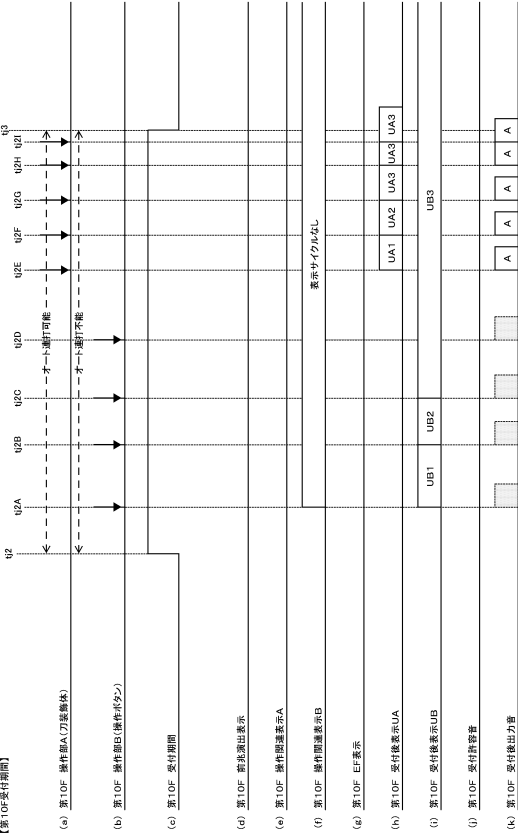 【第10F受付期間】
tj2
tj2A
tj2B
tj2C
tj2D
tj2E
tj2F
tj2G
tj2H
tj2I
tj3
オート連打可能
オート連打不能
(a) 第10F 操作部A(刀装飾体)
(b) 第10F 操作部B(操作ボタン)
(c) 第10F 受付期間
(d) 第10F 前兆演出表示
(e) 第10F 操作関連表示A
(f) 第10F 操作関連表示B
表示サイクルなし
(g) 第10F EF表示
(h) 第10F 受付後表示UA
UA1 UA2 UA3 UA3 UA3
(i) 第10F 受付後表示UB
UB1 UB2 UB3
(j) 第10F 受付許容音
(k) 第10F 受付後出力音
A A A A A